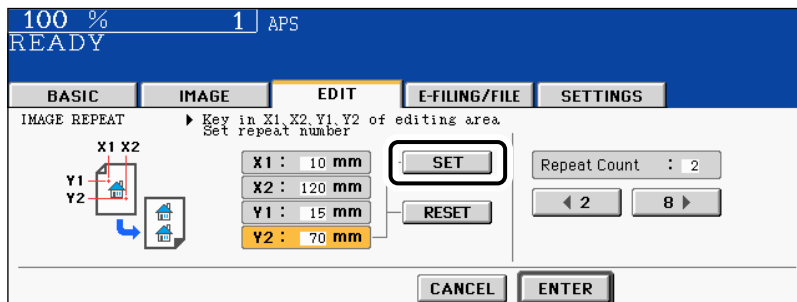 100 % 1 APS
READY
BASIC IMAGE EDIT E-FILING/FILE SETTINGS
IMAGE REPEAT Key in X1,X2,Y1,Y2 of editing area
Set repeat number
X1 X2
Y1
Y2
X1 : 10 mm SET
X2 : 120 mm
Y1 : 15 mm RESET
Y2 : 70 mm
Repeat Count : 2
2 8
CANCEL ENTER